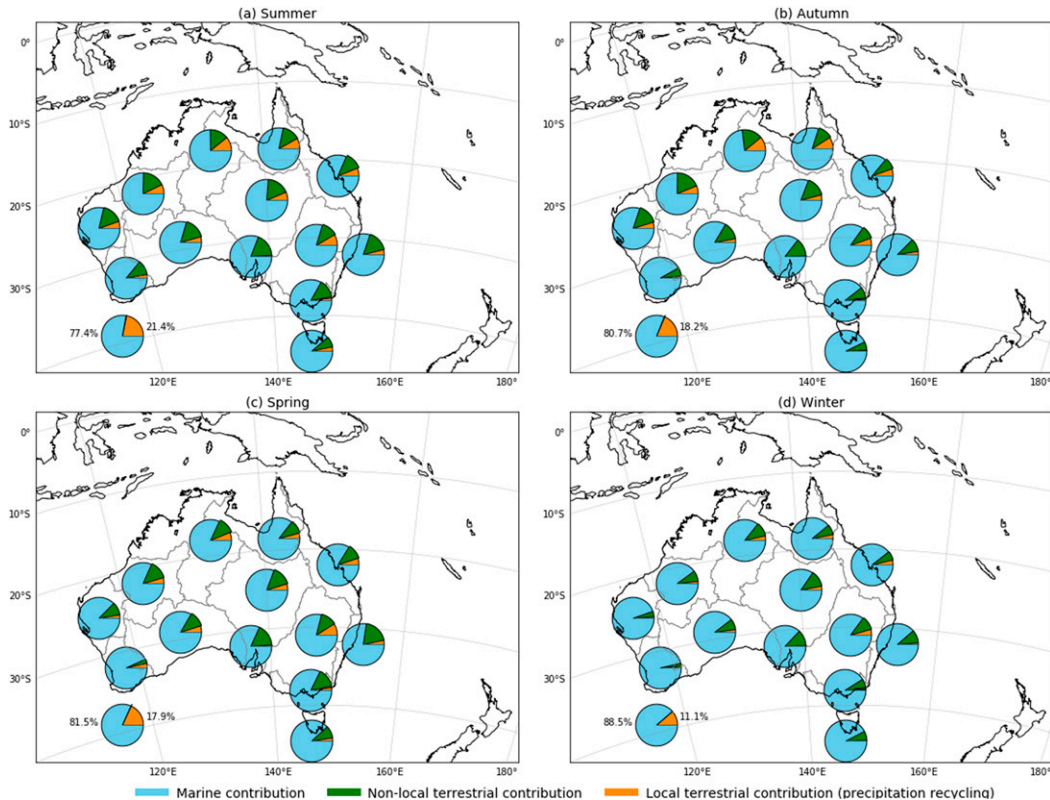 (a) Summer
(b) Autumn
0°
10°S
20°S
30°S
77.4%
21.4%
120°E
140°E
160°E
180°
0°
10°S
20°S
30°S
80.7%
18.2%
120°E
140°E
160°E
180°
(c) Spring
(d) Winter
0°
10°S
20°S
30°S
81.5%
17.9%
120°E
140°E
160°E
180°
0°
10°S
20°S
30°S
88.5%
11.1%
120°E
140°E
160°E
180°
Marine contribution
Non-local terrestrial contribution
Local terrestrial contribution (precipitation recycling)